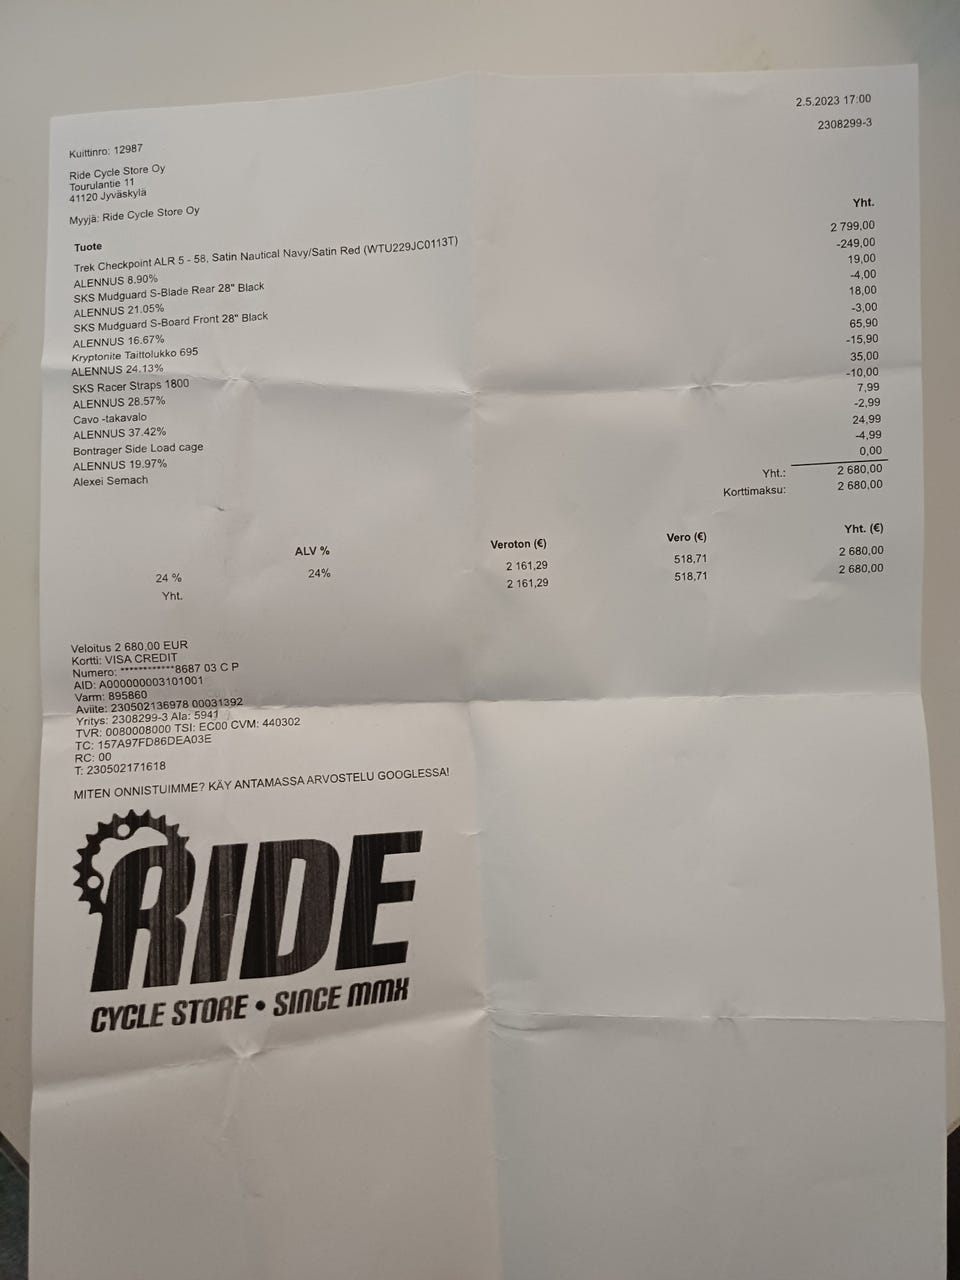 2.5.2023 17:00
2308299-3
Kuittinro: 12987
Ride Cycle Store Oy
Tourulantie 11
41120 Jyväskylä
Myyjä: Ride Cycle Store Oy
Tuote Yht.
Trek Checkpoint ALR 5 - 58, Satin Nautical Navy/Satin Red (WTU229JC0113T) 2 799,00
ALENNUS 8.90% -249,00
SKS Mudguard S-Blade Rear 28" Black 19,00
ALENNUS 21.05% -4,00
SKS Mudguard S-Board Front 28" Black 18,00
ALENNUS 16.67% -3,00
Kryptonite Taittolukko 695 65,90
ALENNUS 24.13% -15,90
SKS Racer Straps 1800 35,00
ALENNUS 28.57% -10,00
Cavo -takavalo 7,99
ALENNUS 37.42% -2,99
Bontrager Side Load cage 24,99
ALENNUS 19.97% -4,99
Alexei Semach 0,00
Yht.: 2 680,00
Korttimaksu: 2 680,00
ALV % Veroton (€) Vero (€) Yht. (€)
24 % 24% 2 161,29 518,71 2 680,00
Yht. 2 161,29 518,71 2 680,00
Veloitus 2 680,00 EUR
Kortti: VISA CREDIT
Numero: ************8687 03 C P
AID: A000000003101001
Varm: 895860
Aviite: 230502136978 00031392
Yritys: 2308299-3 Ala: 5941
TVR: 0080008000 TSI: EC00 CVM: 440302
TC: 157A97FD86DEA03E
RC: 00
T: 230502171618
MITEN ONNISTUIMME? KÄY ANTAMASSA ARVOSTELU GOOGLESSA!
RIDE
CYCLE STORE • SINCE MMX